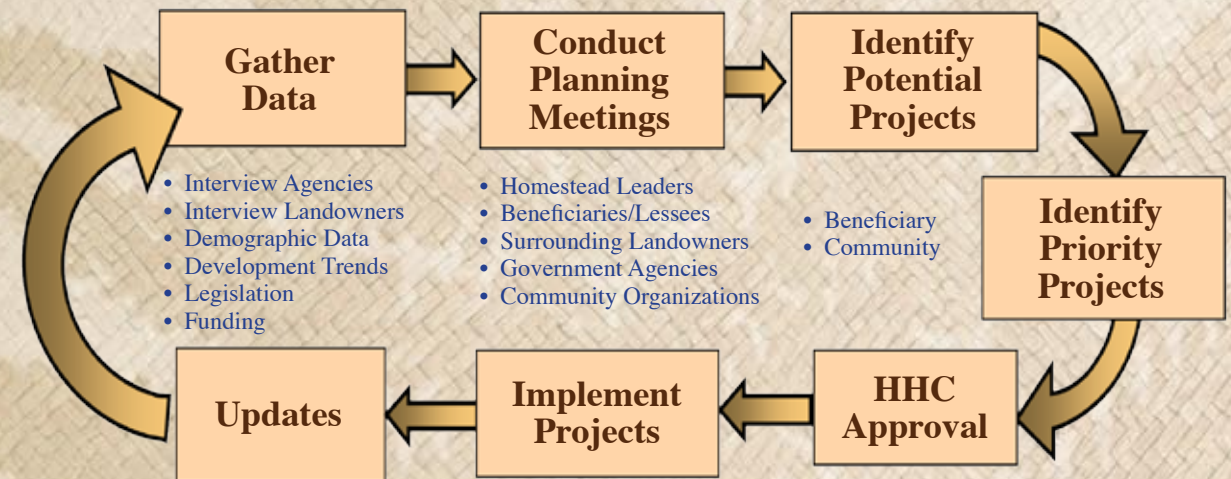 Gather
Data
Conduct
Planning
Meetings
Identify
Potential
Projects
• Interview Agencies
• Interview Landowners
• Demographic Data
• Development Trends
• Legislation
• Funding
• Homestead Leaders
• Beneficiaries/Lessees
• Surrounding Landowners
• Government Agencies
• Community Organizations
• Beneficiary
• Community
Identify
Priority
Projects
HHC
Approval
Implement
Projects
Updates